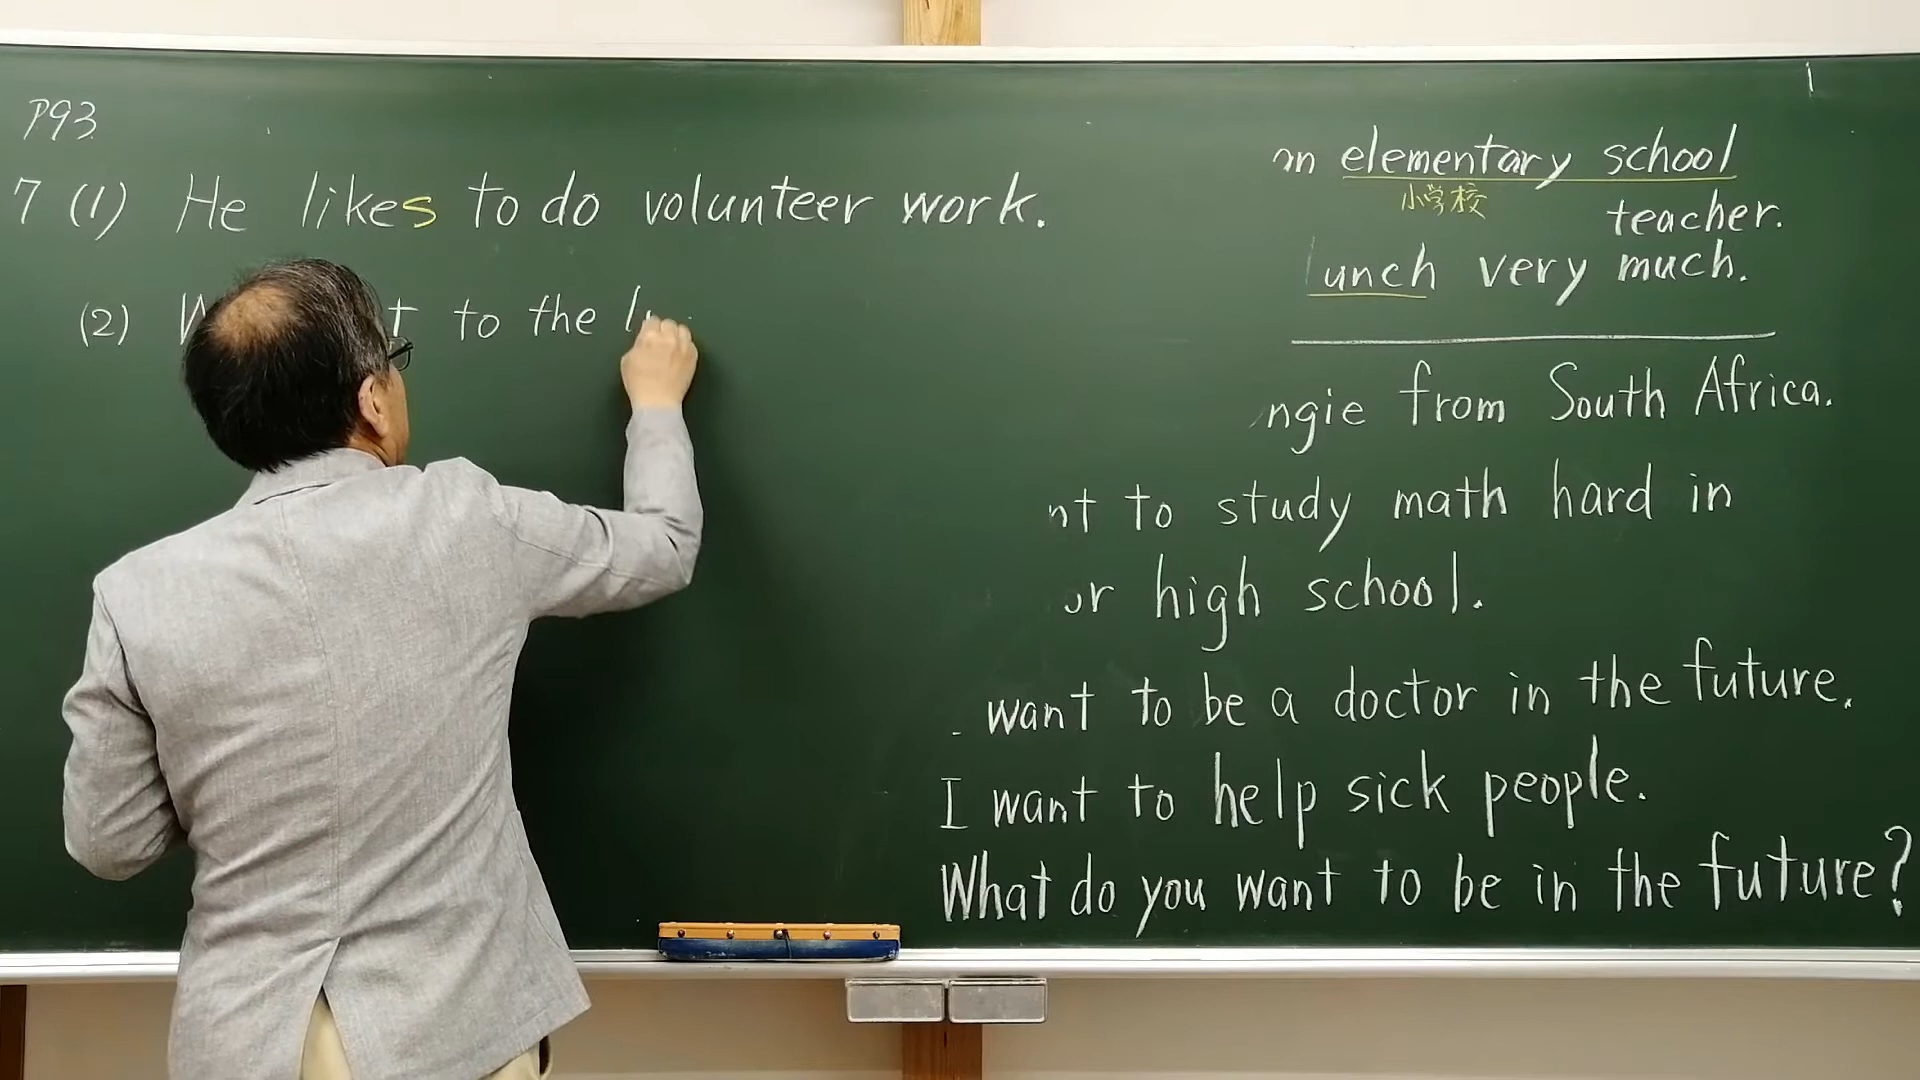 P93
7 (1) He likes to do volunteer work.
(2) to the
an elementary school
小学校
teacher.
lunch very much.
ngie from South Africa.
nt to study math hard in
or high school.
want to be a doctor in the future.
I want to help sick people.
What do you want to be in the future?